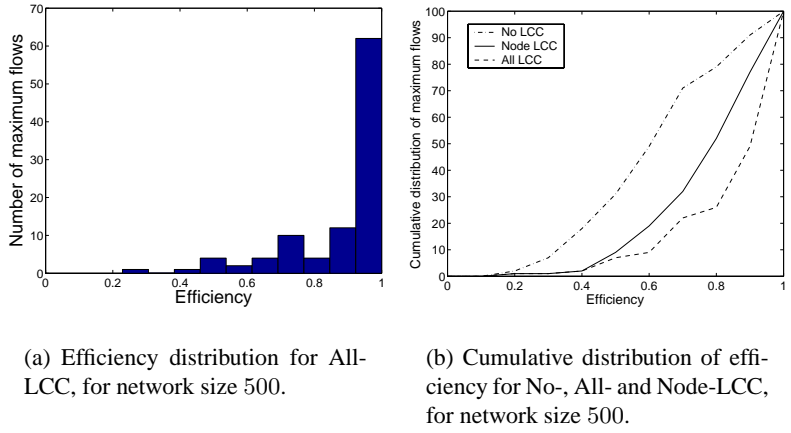 Number of maximum flows
70
60
50
40
30
20
10
0
0 0.2 0.4 0.6 0.8 1
Efficiency
(a) Efficiency distribution for All-
LCC, for network size 500.
Cumulative distribution of maximum flows
100
90
80
70
60
50
40
30
20
10
0
No LCC
Node LCC
All LCC
0 0.2 0.4 0.6 0.8 1
Efficiency
(b) Cumulative distribution of effi-
ciency for No-, All- and Node-LCC,
for network size 500.